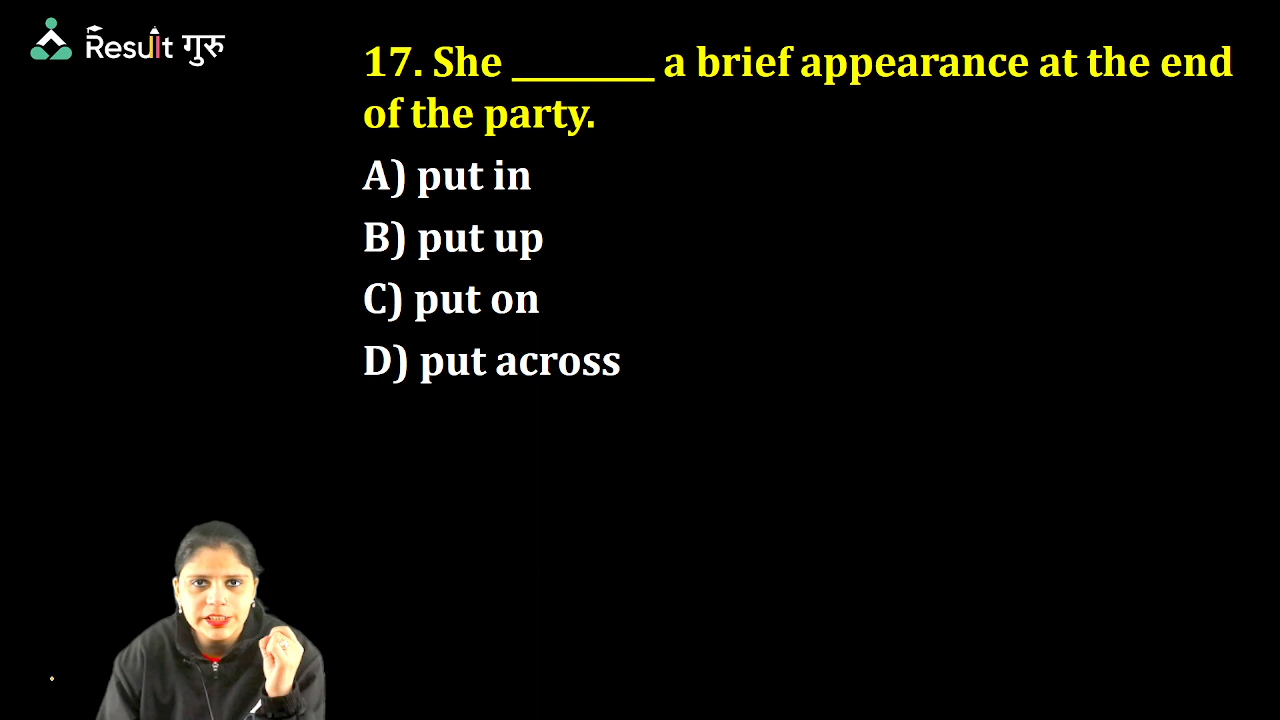 Result गुरु
17. She _______ a brief appearance at the end
of the party.
A) put in
B) put up
C) put on
D) put across